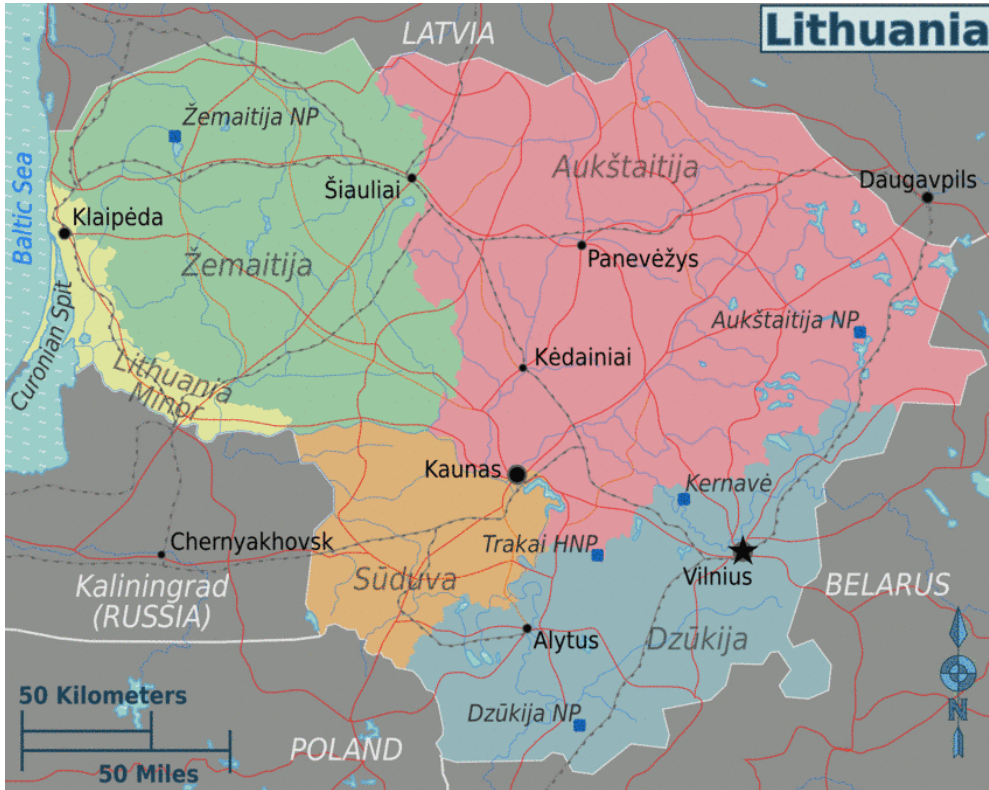 Lithuania
LATVIA
Žemaitija NP
Aukštaitija
Šiauliai
Daugavpils
Baltic Sea
Klaipėda
Panevėžys
Žemaitija
Aukštaitija NP
Curonian Spit
Kėdainiai
Lithuania
Minor
Kaunas
Kernavė
Chernyakhovsk
Trakai HNP
Vilnius
Sūduva
Kaliningrad
(RUSSIA)
BELARUS
Alytus
Dzūkija
50 Kilometers
Dzūkija NP
N
POLAND
50 Miles